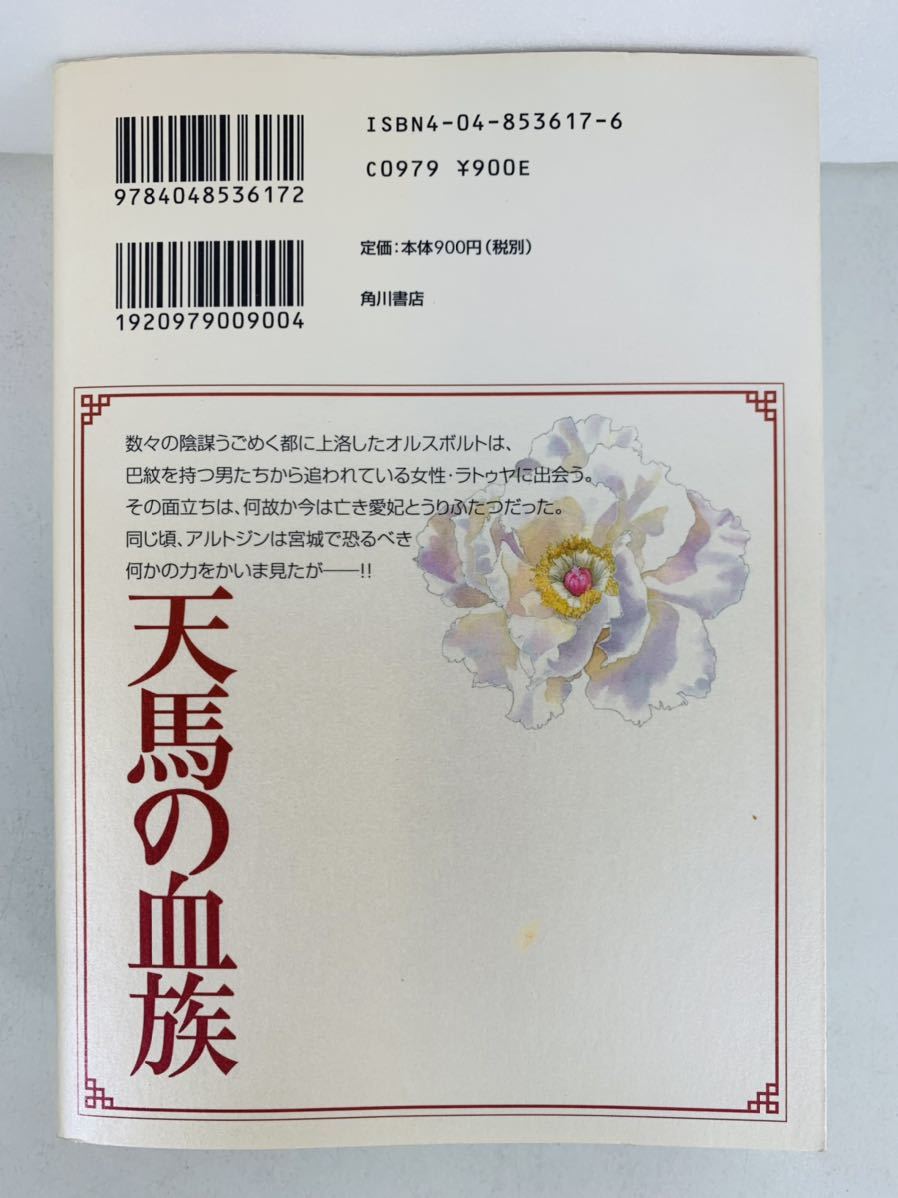 ISBN4-04-853617-6
C0979 ¥900E
9784048536172
定価:本体900円(税別)
角川書店
1920979009004
数々の陰謀うごめく都に上洛したオルスボルトは、
巴紋を持つ男たちから追われている女性・ラトゥヤに出会う。
その面立ちは、何故か今は亡き愛妃とうりふたつだった。
同じ頃、アルトジンは宮城で恐るべき
何かの力をかいま見たが――!!
天馬の血族